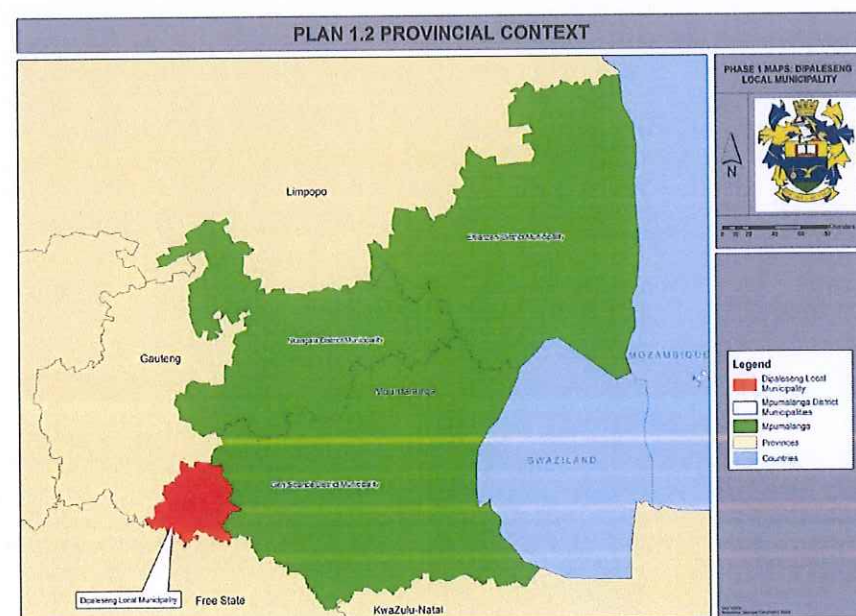 PLAN 1.2 PROVINCIAL CONTEXT
PHASE 1 MAPS: DIPALESENG
LOCAL MUNICIPALITY
N
Limpopo
Ehlanzeni District Municipality
Nkangala District Municipality
Gauteng
Mpumalanga
MOZAMBIQUE
SWAZILAND
Gert Sibande District Municipality
Dipaleseng Local Municipality
Free State
KwaZulu-Natal
Legend
Dipaleseng Local
Municipality
Mpumalanga District
Municipalities
Mpumalanga
Provinces
Countries